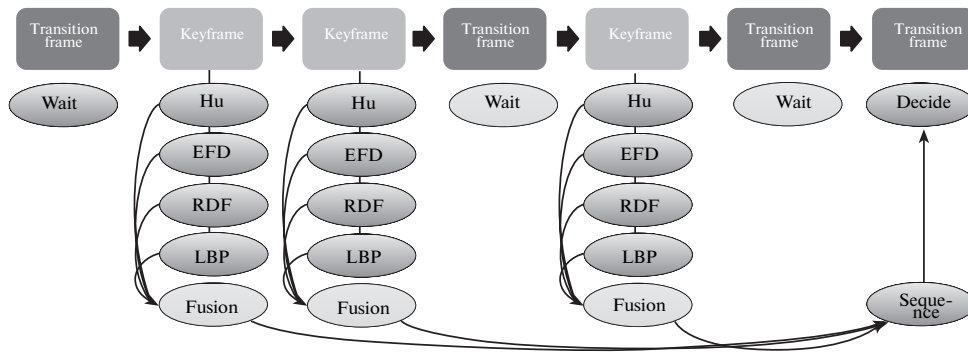 Transition
frame
Keyframe
Keyframe
Transition
frame
Keyframe
Transition
frame
Transition
frame
Wait
Hu
Hu
Wait
Hu
Wait
Decide
EFD
EFD
EFD
RDF
RDF
RDF
LBP
LBP
LBP
Fusion
Fusion
Fusion
Seque-
nce